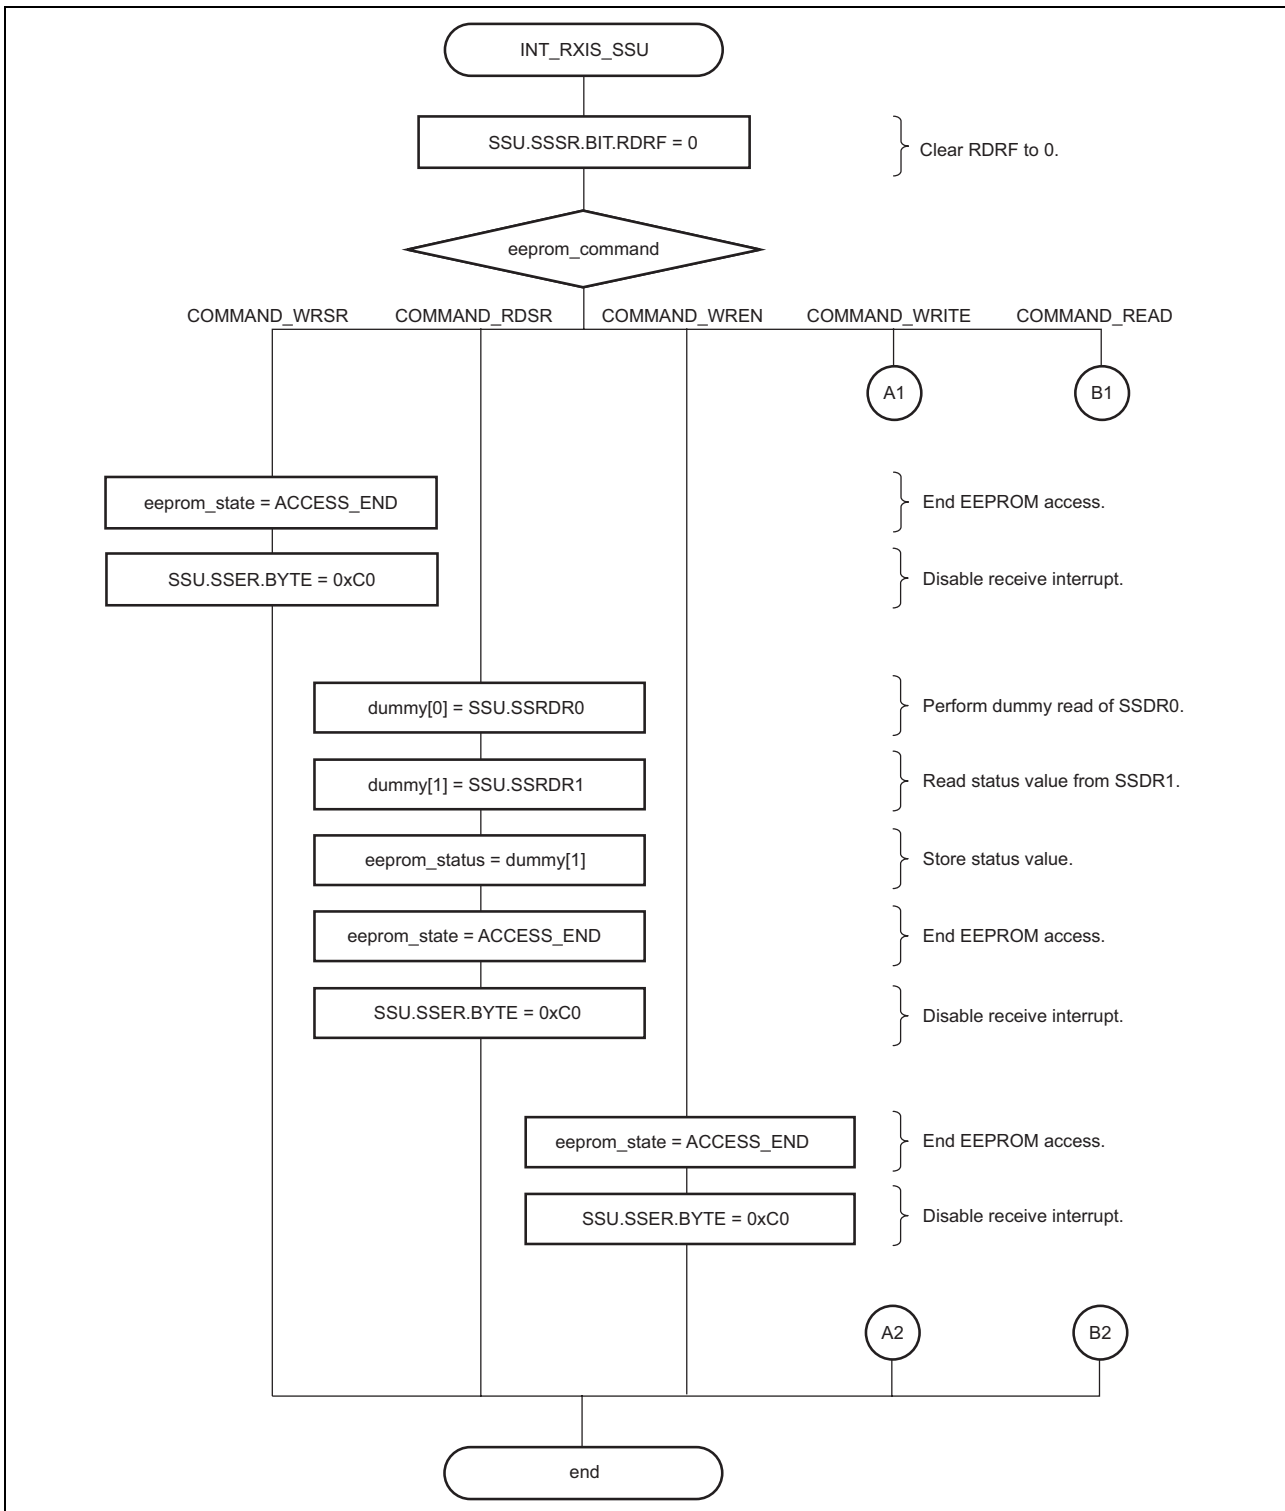 INT_RXIS_SSU
SSU.SSSR.BIT.RDRF = 0
Clear RDRF to 0.
eeprom_command
COMMAND_WRSR
COMMAND_RDSR
COMMAND_WREN
COMMAND_WRITE
COMMAND_READ
A1
B1
eeprom_state = ACCESS_END
End EEPROM access.
SSU.SSER.BYTE = 0xC0
Disable receive interrupt.
dummy[0] = SSU.SSRDR0
Perform dummy read of SSDR0.
dummy[1] = SSU.SSRDR1
Read status value from SSDR1.
eeprom_status = dummy[1]
Store status value.
eeprom_state = ACCESS_END
End EEPROM access.
SSU.SSER.BYTE = 0xC0
Disable receive interrupt.
eeprom_state = ACCESS_END
End EEPROM access.
SSU.SSER.BYTE = 0xC0
Disable receive interrupt.
A2
B2
end